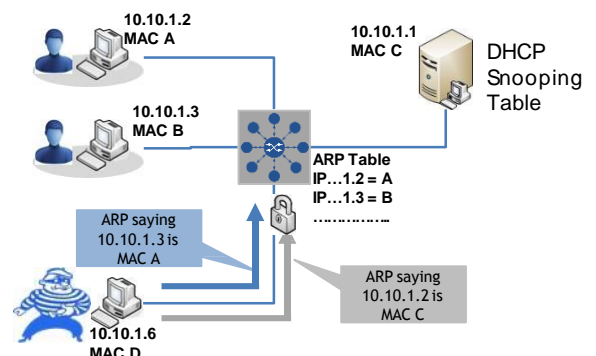 10.10.1.2
MAC A
10.10.1.1
MAC C
DHCP
Snooping
Table
10.10.1.3
MAC B
ARP Table
IP…1.2 = A
IP…1.3 = B
……………..
ARP saying
10.10.1.3 is
MAC A
ARP saying
10.10.1.2 is
MAC C
10.10.1.6
MAC D